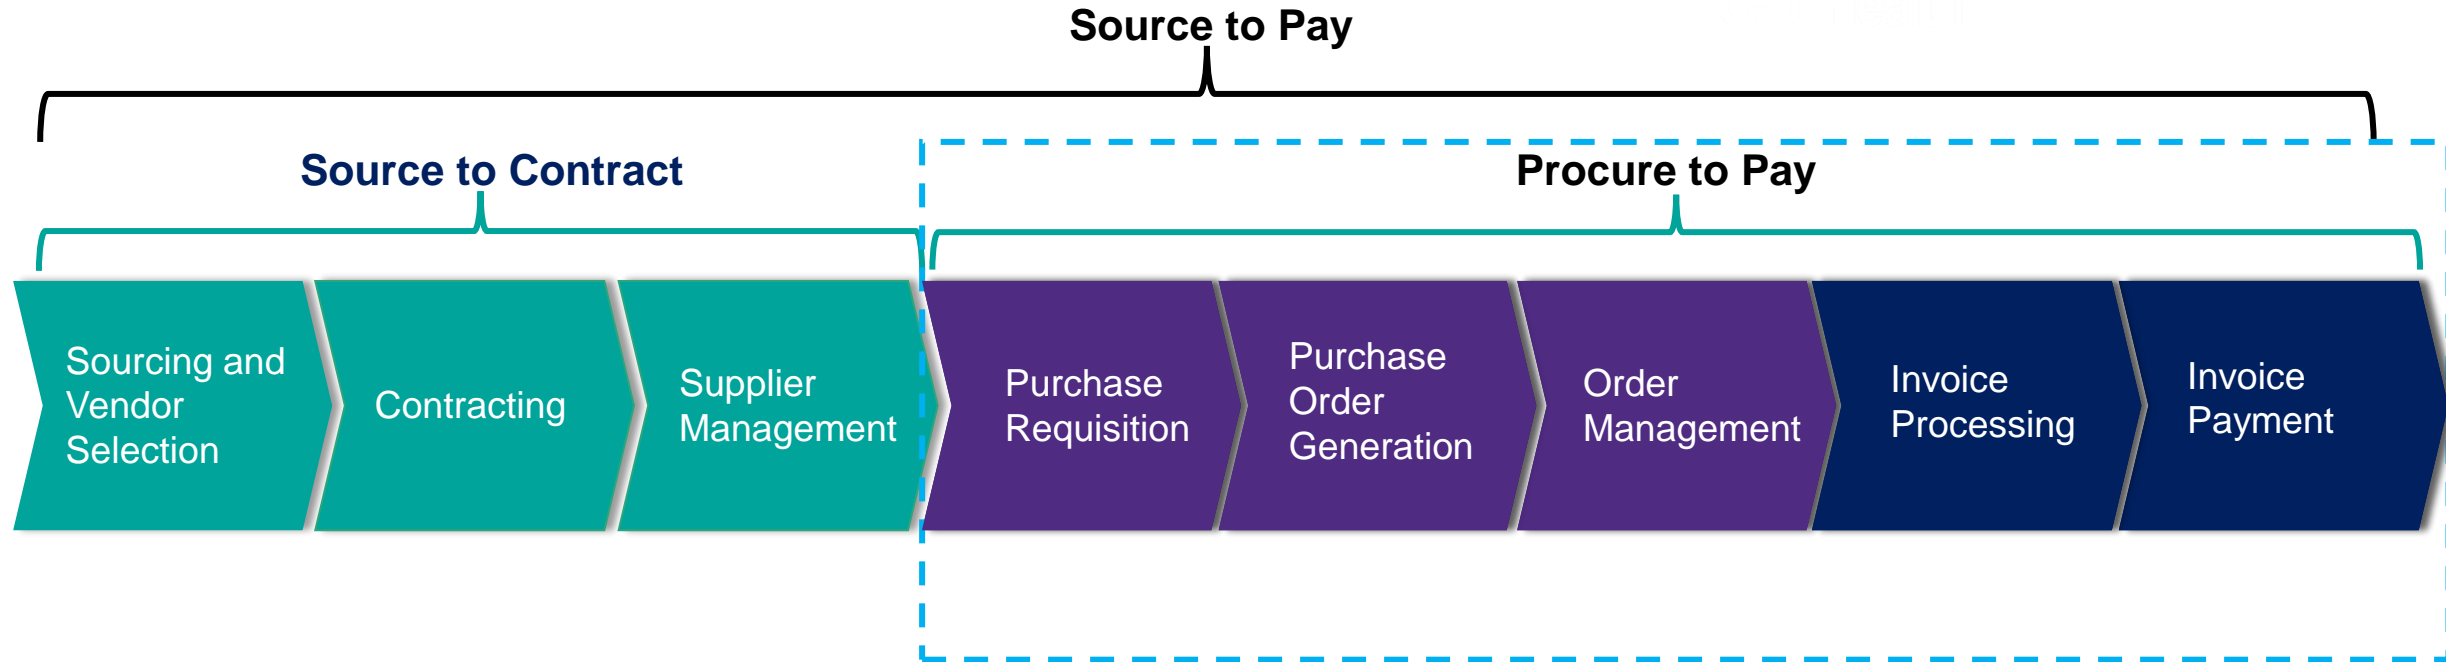 Source to Pay
Source to Contract
Procure to Pay
Sourcing and
Vendor
Selection
Contracting
Supplier
Management
Purchase
Requisition
Purchase
Order
Generation
Order
Management
Invoice
Processing
Invoice
Payment